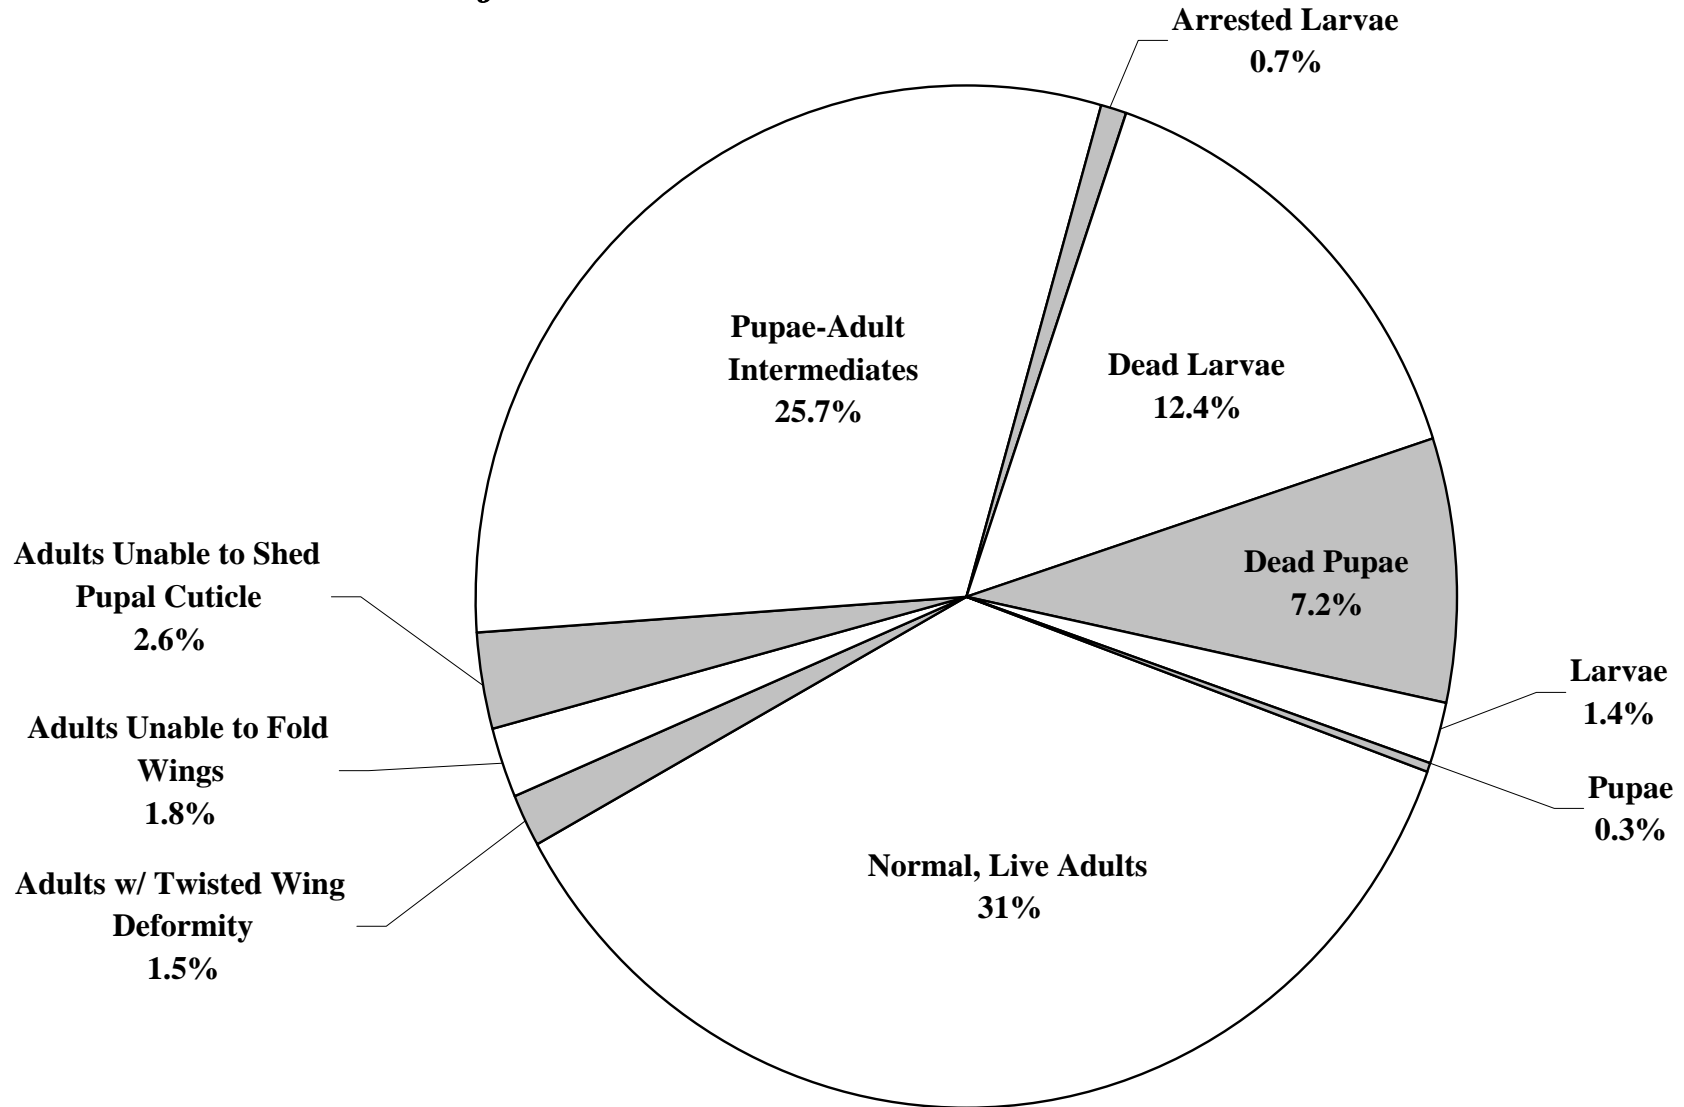 Arrested Larvae
0.7%
Pupae-Adult
Intermediates
25.7%
Dead Larvae
12.4%
Adults Unable to Shed
Pupal Cuticle
2.6%
Dead Pupae
7.2%
Larvae
1.4%
Adults Unable to Fold
Wings
1.8%
Pupae
0.3%
Normal, Live Adults
31%
Adults w/ Twisted Wing
Deformity
1.5%